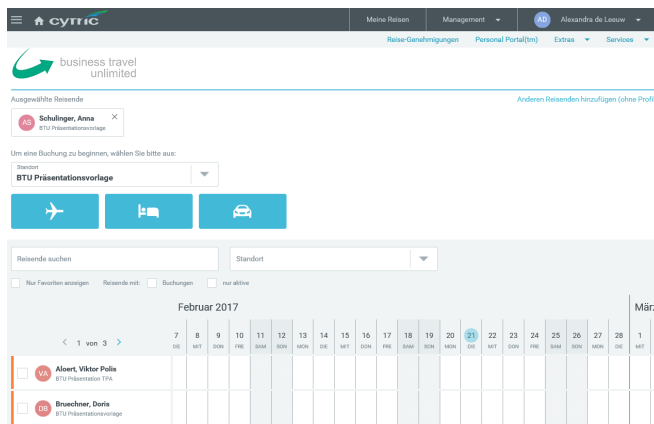 cytric
Meine Reisen
Management
AD
Alexandra de Leeuw
Reise-Genehmigungen
Personal Portal(tm)
Extras
Services
business travel
unlimited
Ausgewählte Reisende
Anderen Reisenden hinzufügen (ohne Profi
AS
Schulinger, Anna
BTU Präsentationsvorlage
Um eine Buchung zu beginnen, wählen Sie bitte aus:
Standort
BTU Präsentationsvorlage
Reisende suchen
Standort
Nur Favoriten anzeigen
Reisende mit:
Buchungen
nur aktive
Februar 2017
März
1 von 3
7 8 9 10 11 12 13 14 15 16 17 18 19 20 21 22 23 24 25 26 27 28 1
DIE MIT DON FRE SAM SON MON DIE MIT DON FRE SAM SON MON DIE MIT DON FRE SAM SON MON DIE MIT
VA
Aloert, Viktor Polis
BTU Präsentation TPA
DB
Bruechner, Doris
BTU Präsentationsvorlage